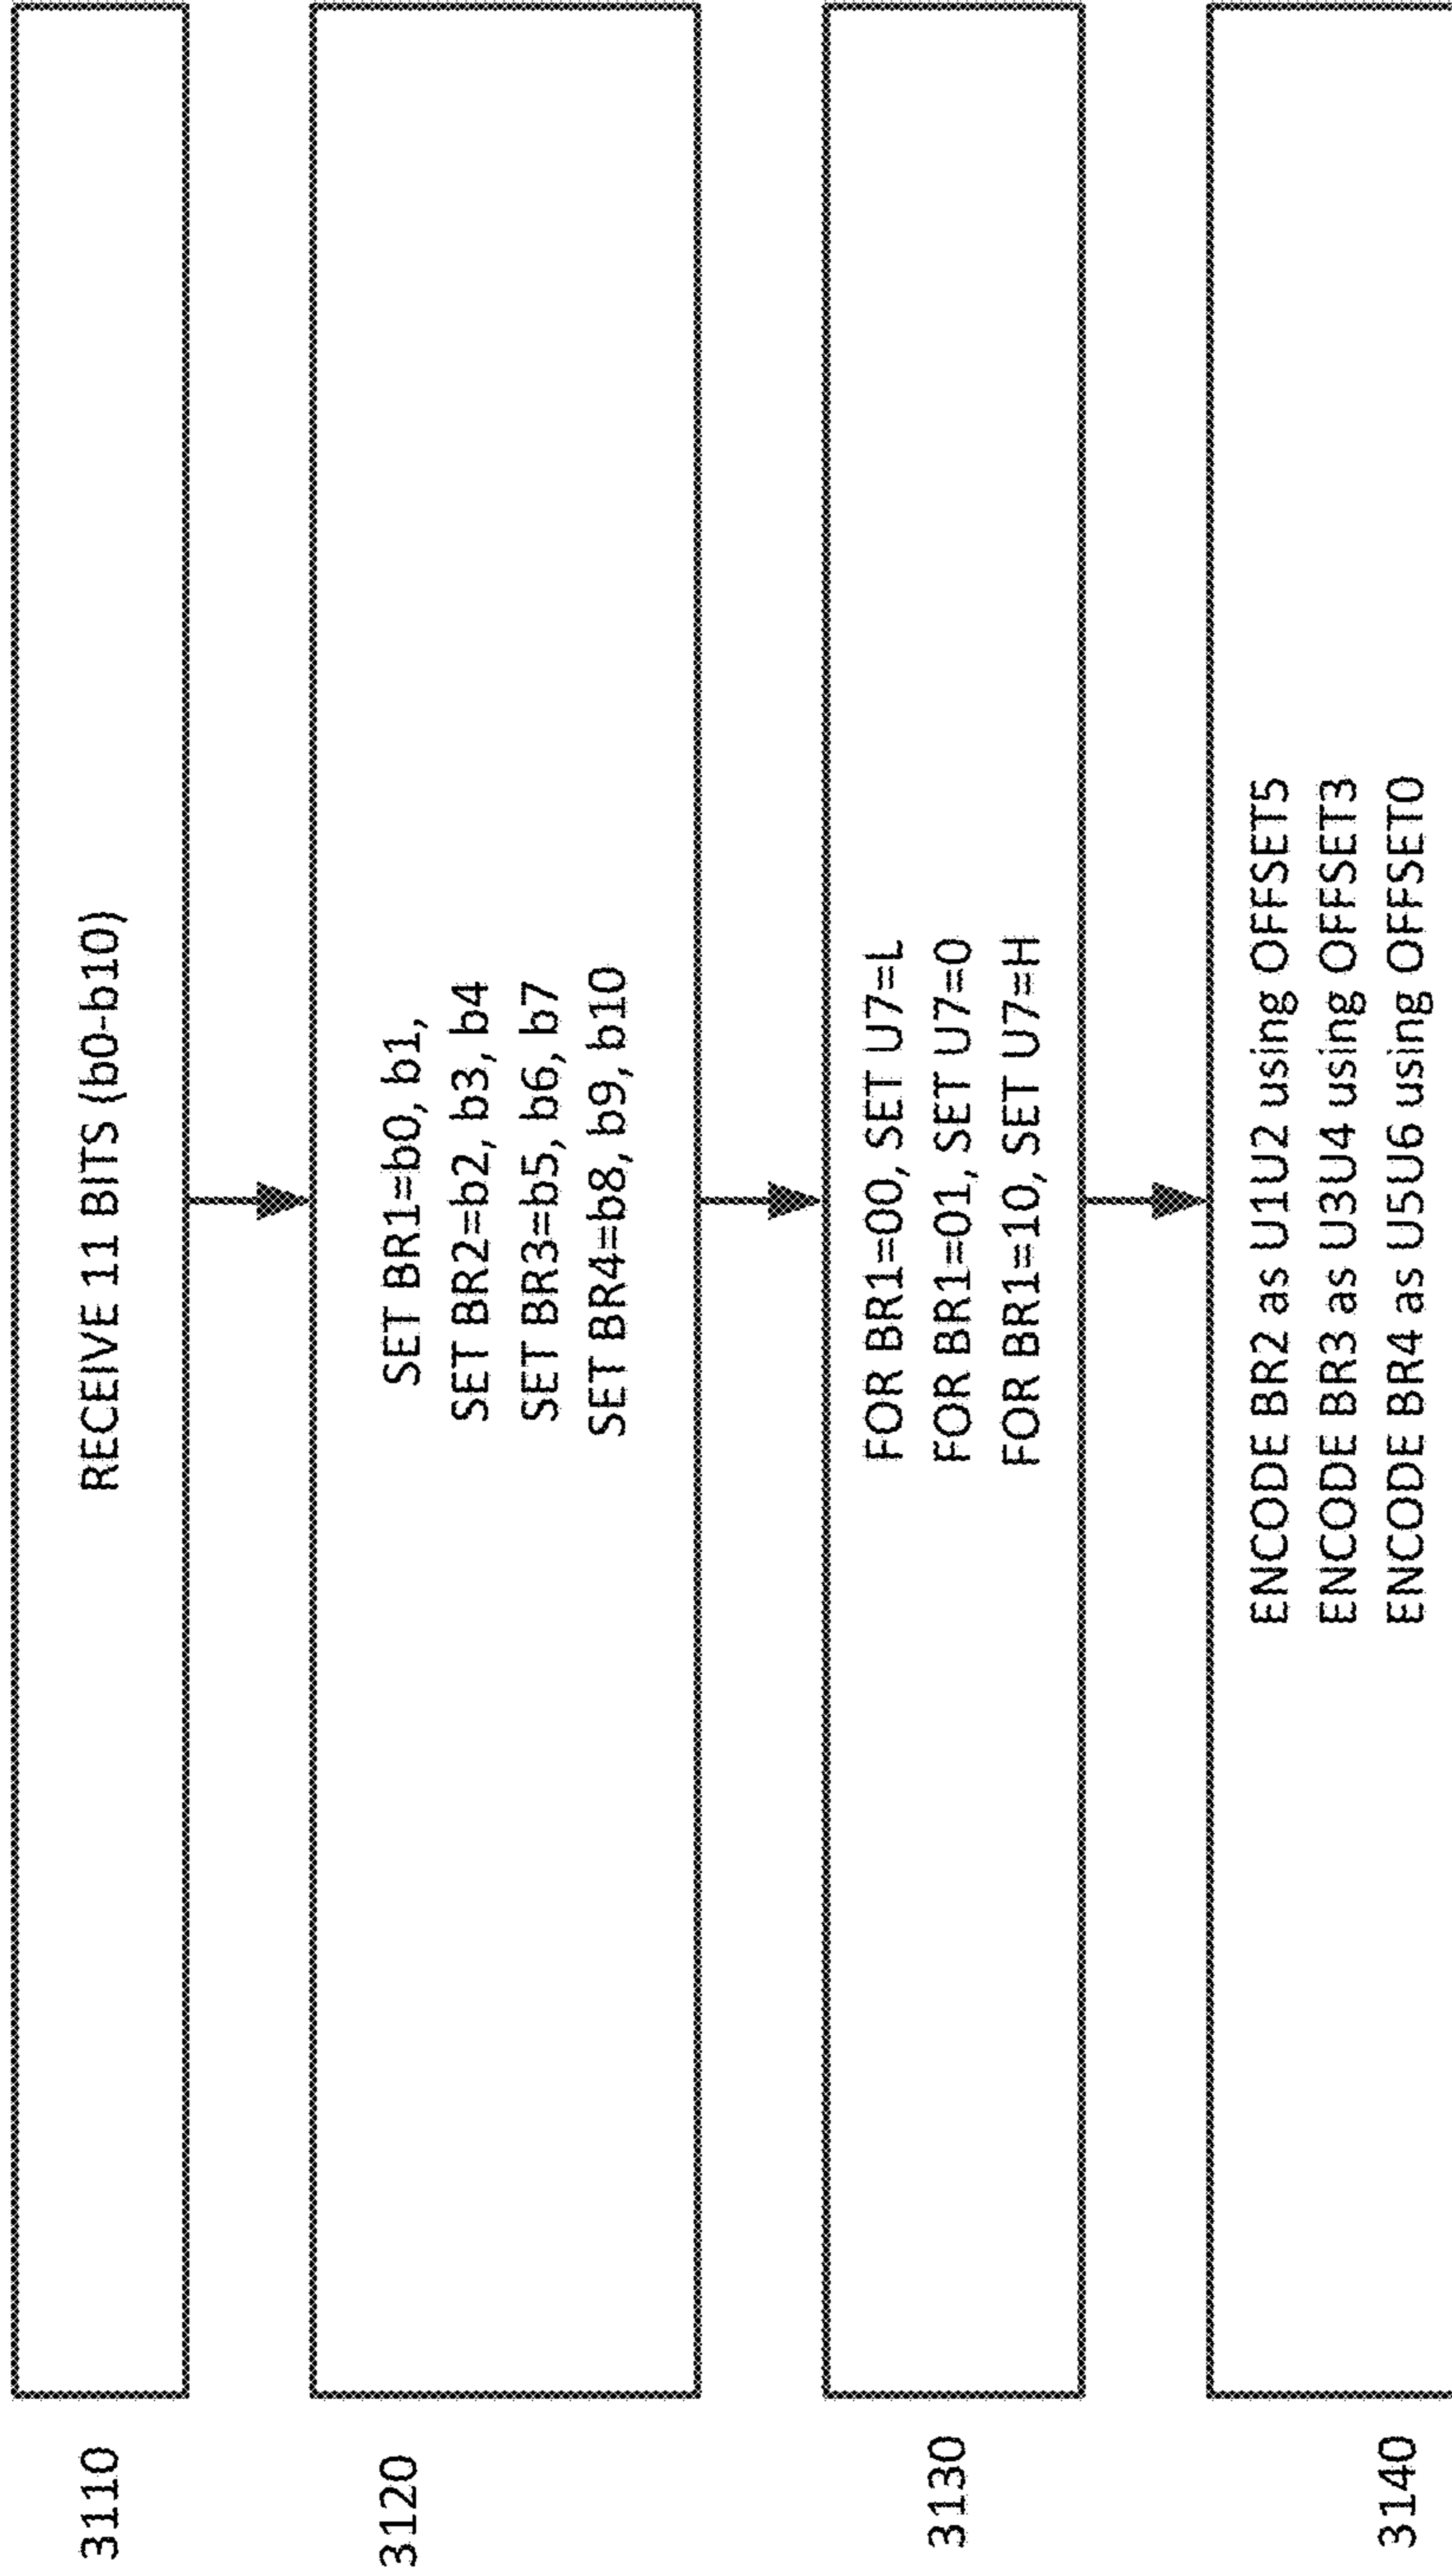 3110
RECEIVE 11 BITS (b0-b10)
3120
SET BR1=b0, b1,
SET BR2=b2, b3, b4
SET BR3=b5, b6, b7
SET BR4=b8, b9, b10
3130
FOR BR1=00, SET U7=L
FOR BR1=01, SET U7=0
FOR BR1=10, SET U7=H
3140
ENCODE BR2 as U1U2 using OFFSET5
ENCODE BR3 as U3U4 using OFFSET3
ENCODE BR4 as U5U6 using OFFSET0